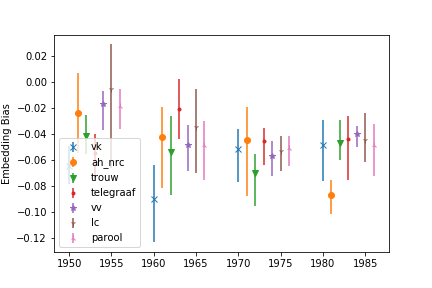 Embedding Bias
0.02
0.00
−0.02
−0.04
−0.06
−0.08
−0.10
−0.12
vk
ah_nrc
trouw
telegraaf
vv
lc
parool
1950 1955 1960 1965 1970 1975 1980 1985